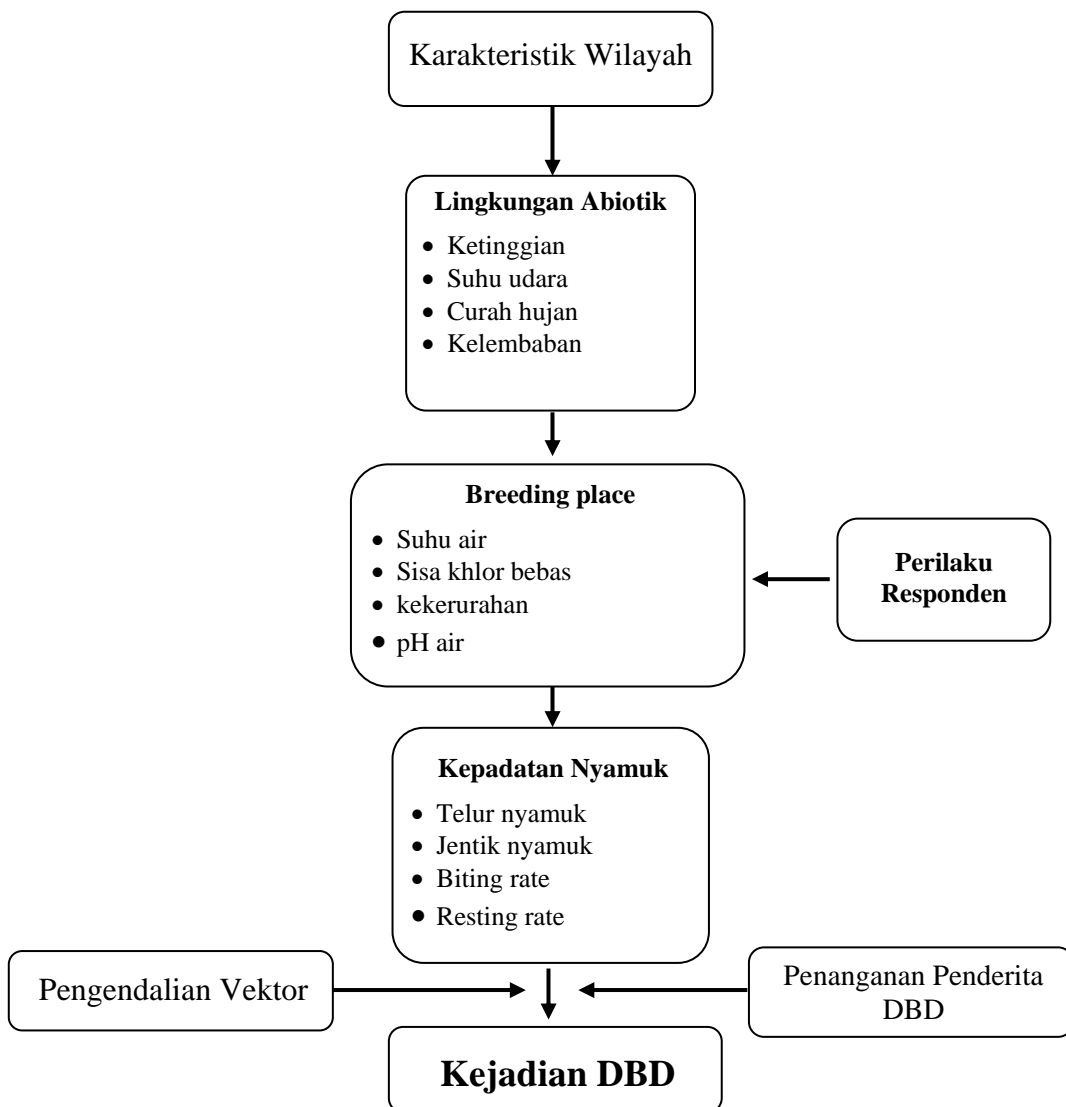 Karakteristik Wilayah
Lingkungan Abiotik
• Ketinggian
• Suhu udara
• Curah hujan
• Kelembaban
Breeding place
• Suhu air
• Sisa khlor bebas
• kekerurahan
• pH air
Perilaku
Responden
Kepadatan Nyamuk
• Telur nyamuk
• Jentik nyamuk
• Biting rate
• Resting rate
Pengendalian Vektor
Penanganan Penderita
DBD
Kejadian DBD